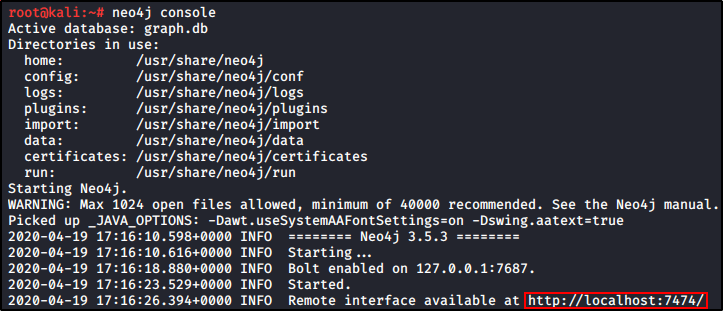 root@kali:~# neo4j console
Active database: graph.db
Directories in use:
  home:         /usr/share/neo4j
  config:       /usr/share/neo4j/conf
  logs:         /usr/share/neo4j/logs
  plugins:      /usr/share/neo4j/plugins
  import:       /usr/share/neo4j/import
  data:         /usr/share/neo4j/data
  certificates: /usr/share/neo4j/certificates
  run:          /usr/share/neo4j/run
Starting Neo4j.
WARNING: Max 1024 open files allowed, minimum of 40000 recommended. See the Neo4j manual.
Picked up _JAVA_OPTIONS: -Dawt.useSystemAAFontSettings=on -Dswing.aatext=true
2020-04-19 17:16:10.598+0000 INFO  ======== Neo4j 3.5.3 ========
2020-04-19 17:16:10.616+0000 INFO  Starting...
2020-04-19 17:16:18.880+0000 INFO  Bolt enabled on 127.0.0.1:7687.
2020-04-19 17:16:23.529+0000 INFO  Started.
2020-04-19 17:16:26.394+0000 INFO  Remote interface available at http://localhost:7474/